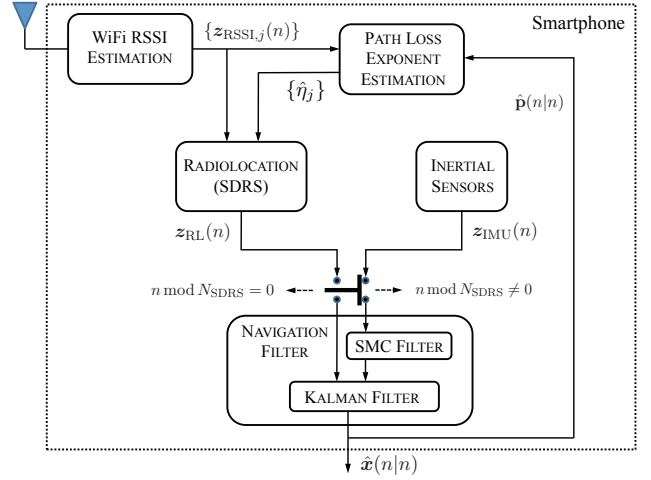 Smartphone
WiFi RSSI
Estimation
{z_RSSI,j(n)}
Path Loss
Exponent
Estimation
{η̂_j}
p̂(n|n)
Radiolocation
(SDRS)
Inertial
Sensors
z_RL(n)
z_IMU(n)
n mod N_SDRS = 0
n mod N_SDRS ≠ 0
Navigation
Filter
SMC Filter
Kalman Filter
x̂(n|n)